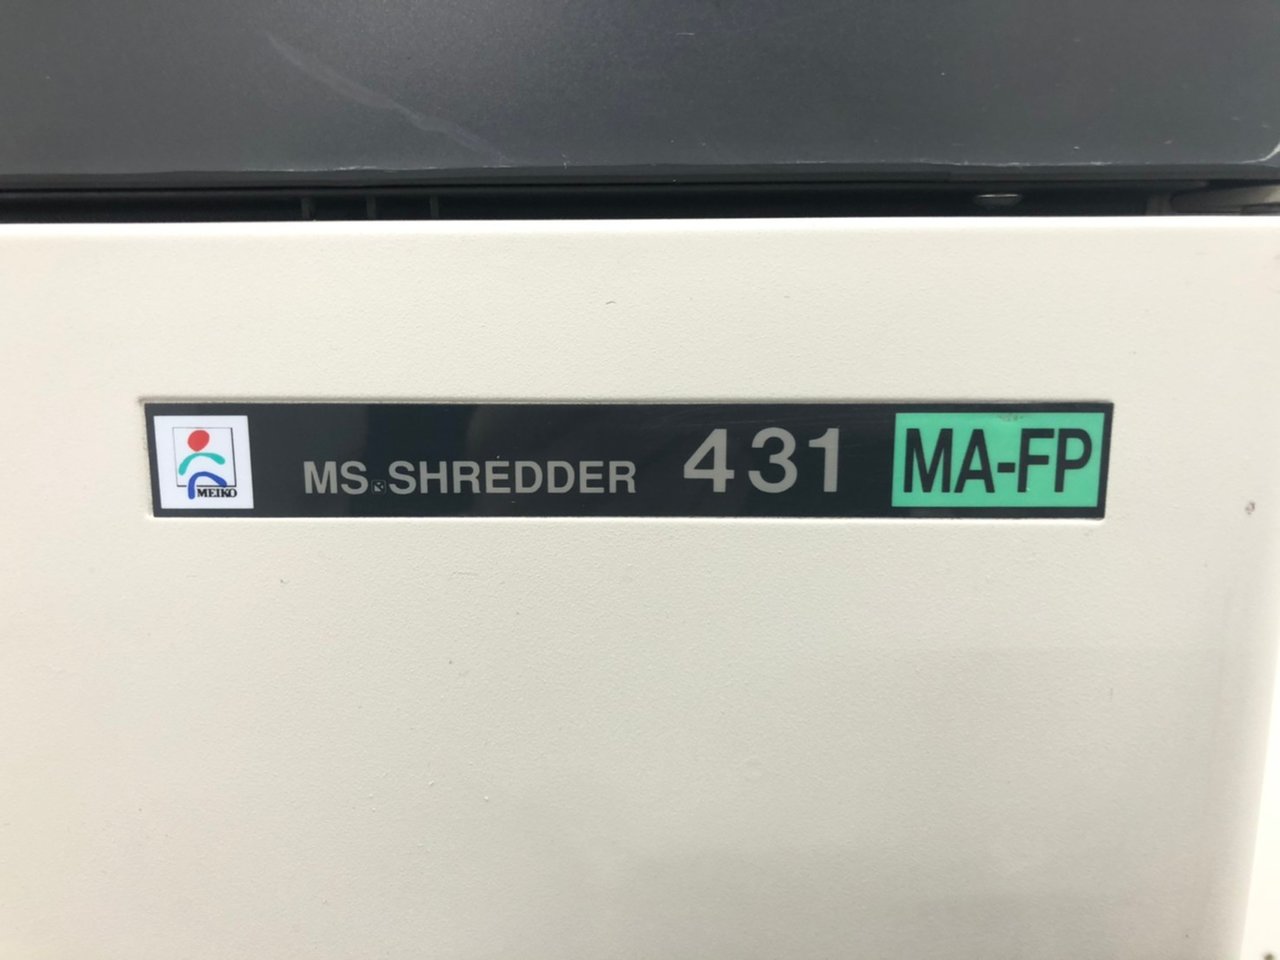 MEIKO
MS SHREDDER 431 MA-FP